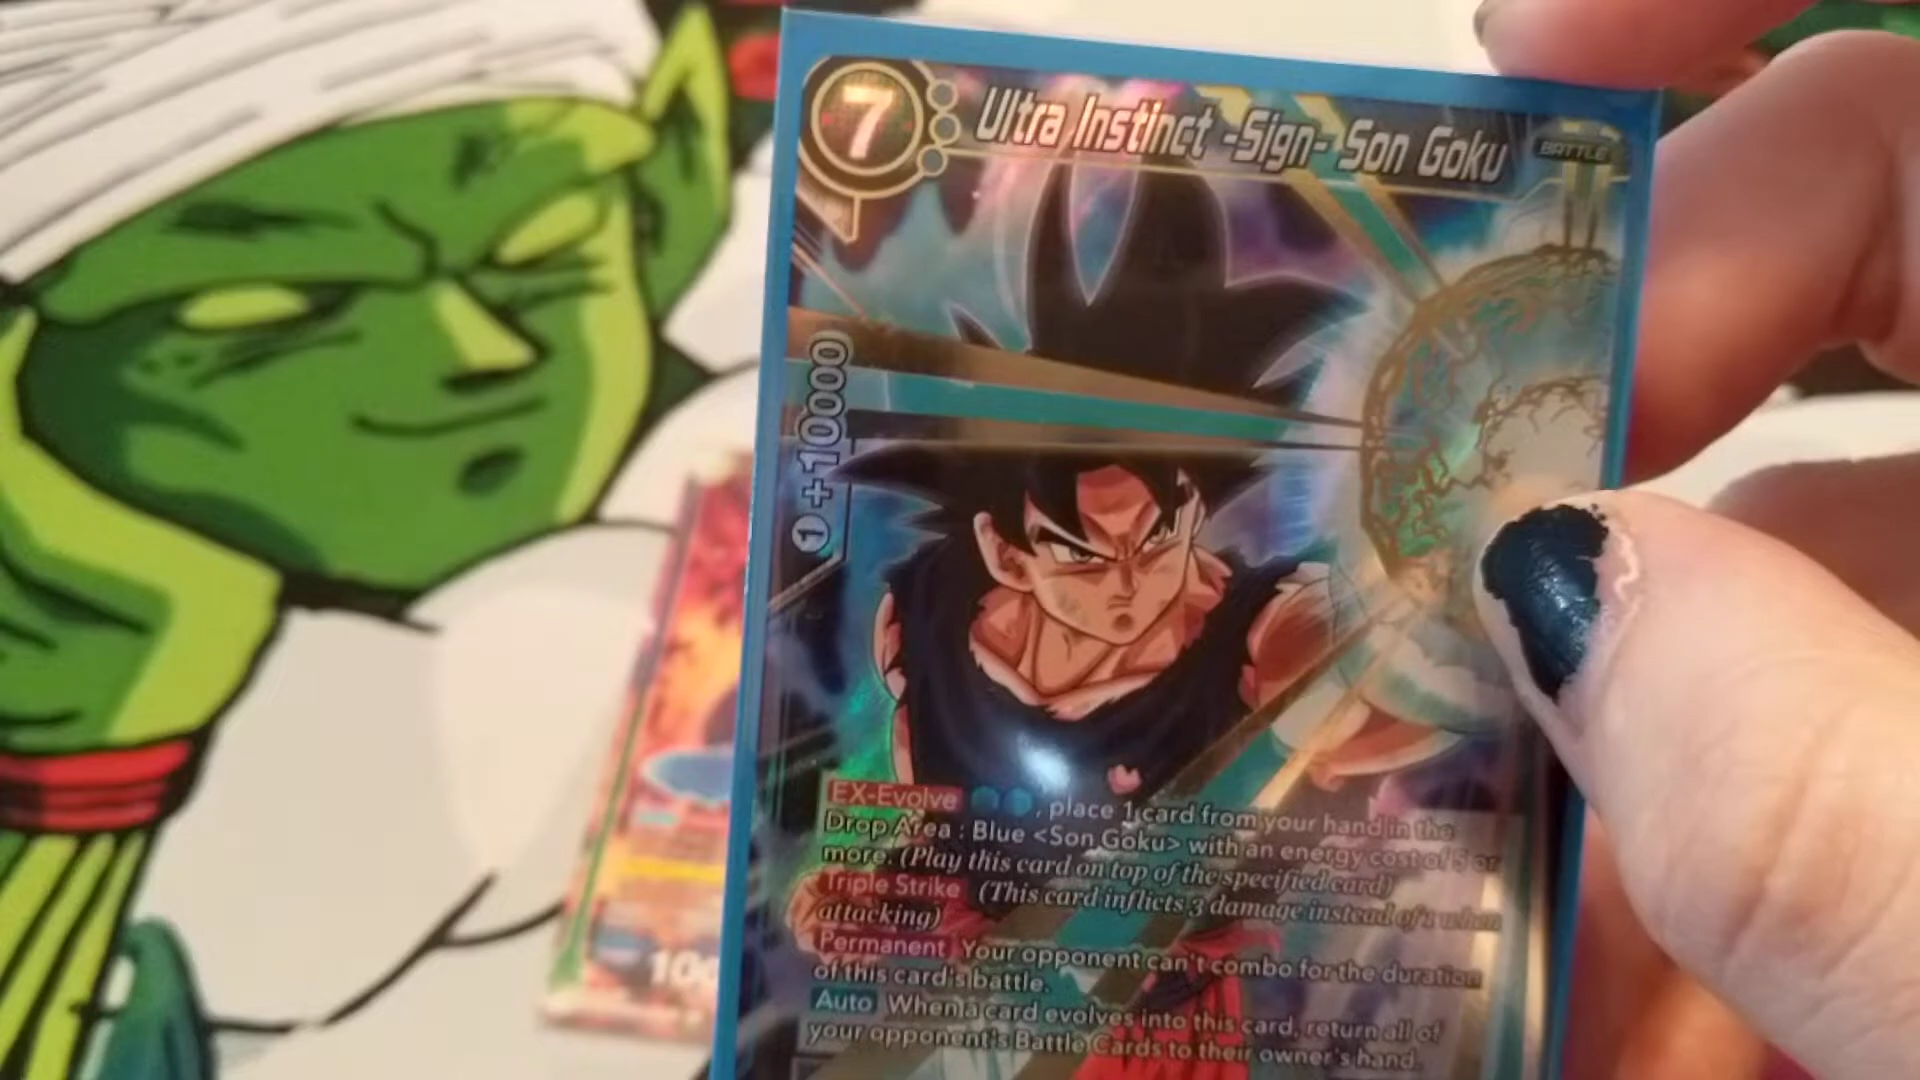 7
Ultra Instinct -Sign- Son Goku
BATTLE
1 +10000
EX-Evolve , place 1 card from your hand in the
Drop Area : Blue <Son Goku> with an energy cost of 5 or
more. (Play this card on top of the specified card)
Triple Strike (This card inflicts 3 damage instead of 1 when
attacking)
Permanent Your opponent can't combo for the duration
of this card's battle.
Auto When a card evolves into this card, return all of
your opponent's Battle Cards to their owner's hand.